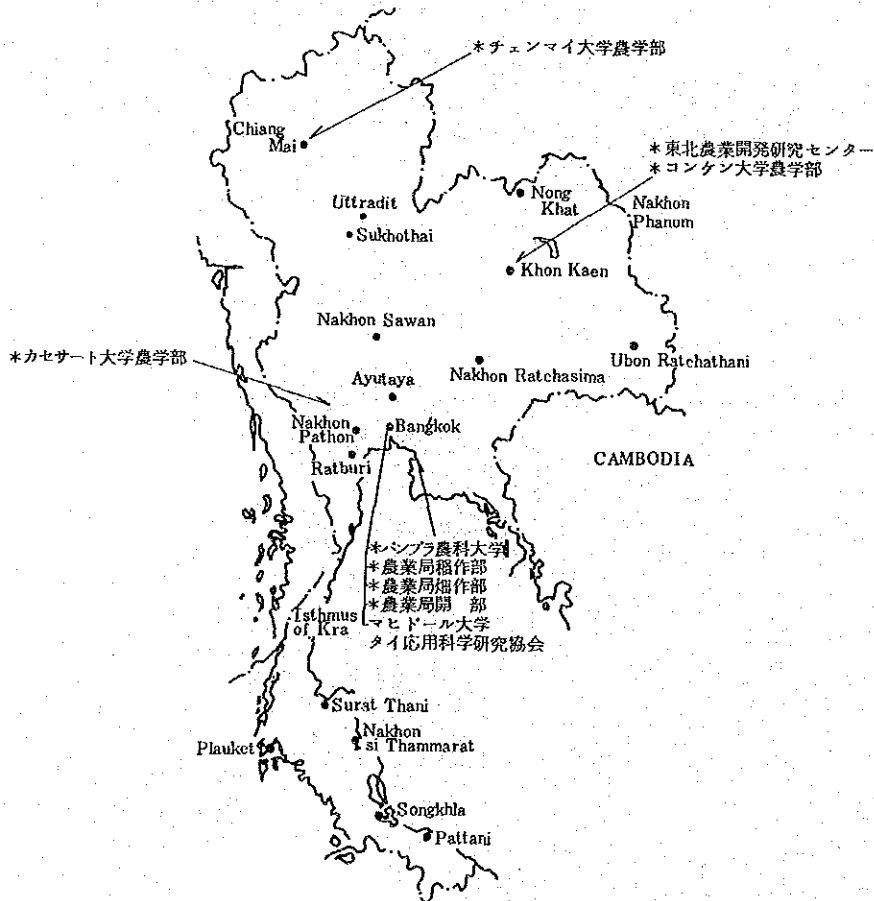 *チェンマイ大学農学部
Chiang
Mai
*東北農業開発研究センター
*コンケン大学農学部
Nong
Khat
Nakhon
Phanom
Uttradit
Sukhothai
Khon Kaen
Nakhon Sawan
*カセサート大学農学部
Nakhon Ratchasima
Ubon Ratchathani
Ayutaya
Nakhon
Pathon
Bangkok
Ratburi
CAMBODIA
*バンプラ農科大学
*農業局稲作部
*農業局畑作部
*農業局開 部
マヒドール大学
タイ応用科学研究協会
Isthmus
of Kra
Surat Thani
Nakhon
si Thammarat
Plauket
Songkhla
Pattani